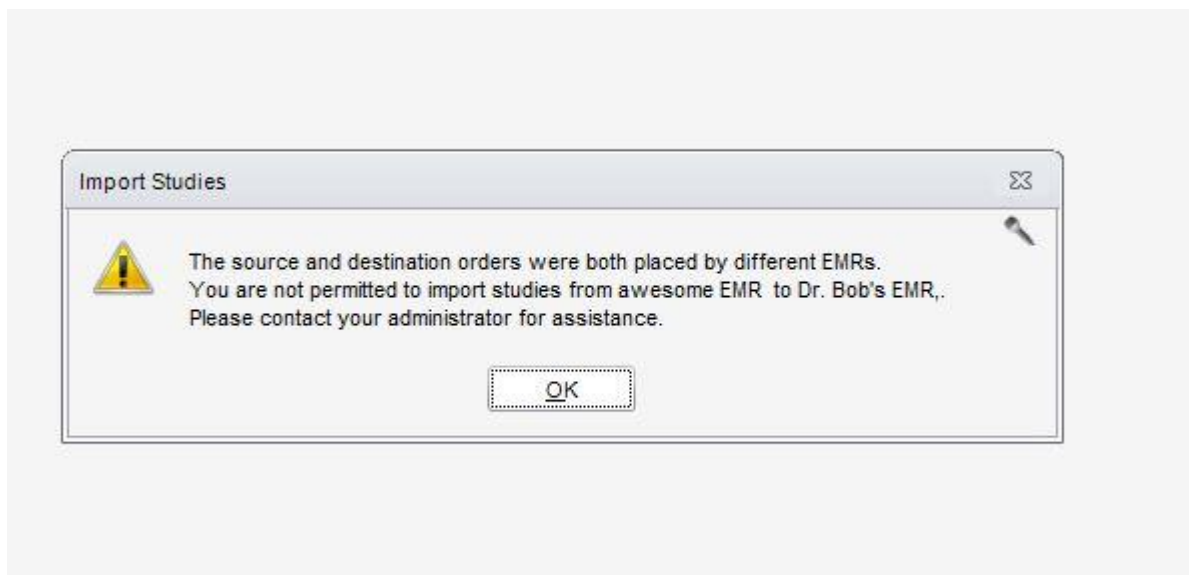 Import Studies
The source and destination orders were both placed by different EMRs.
You are not permitted to import studies from awesome EMR  to Dr. Bob's EMR,.
Please contact your administrator for assistance.
OK